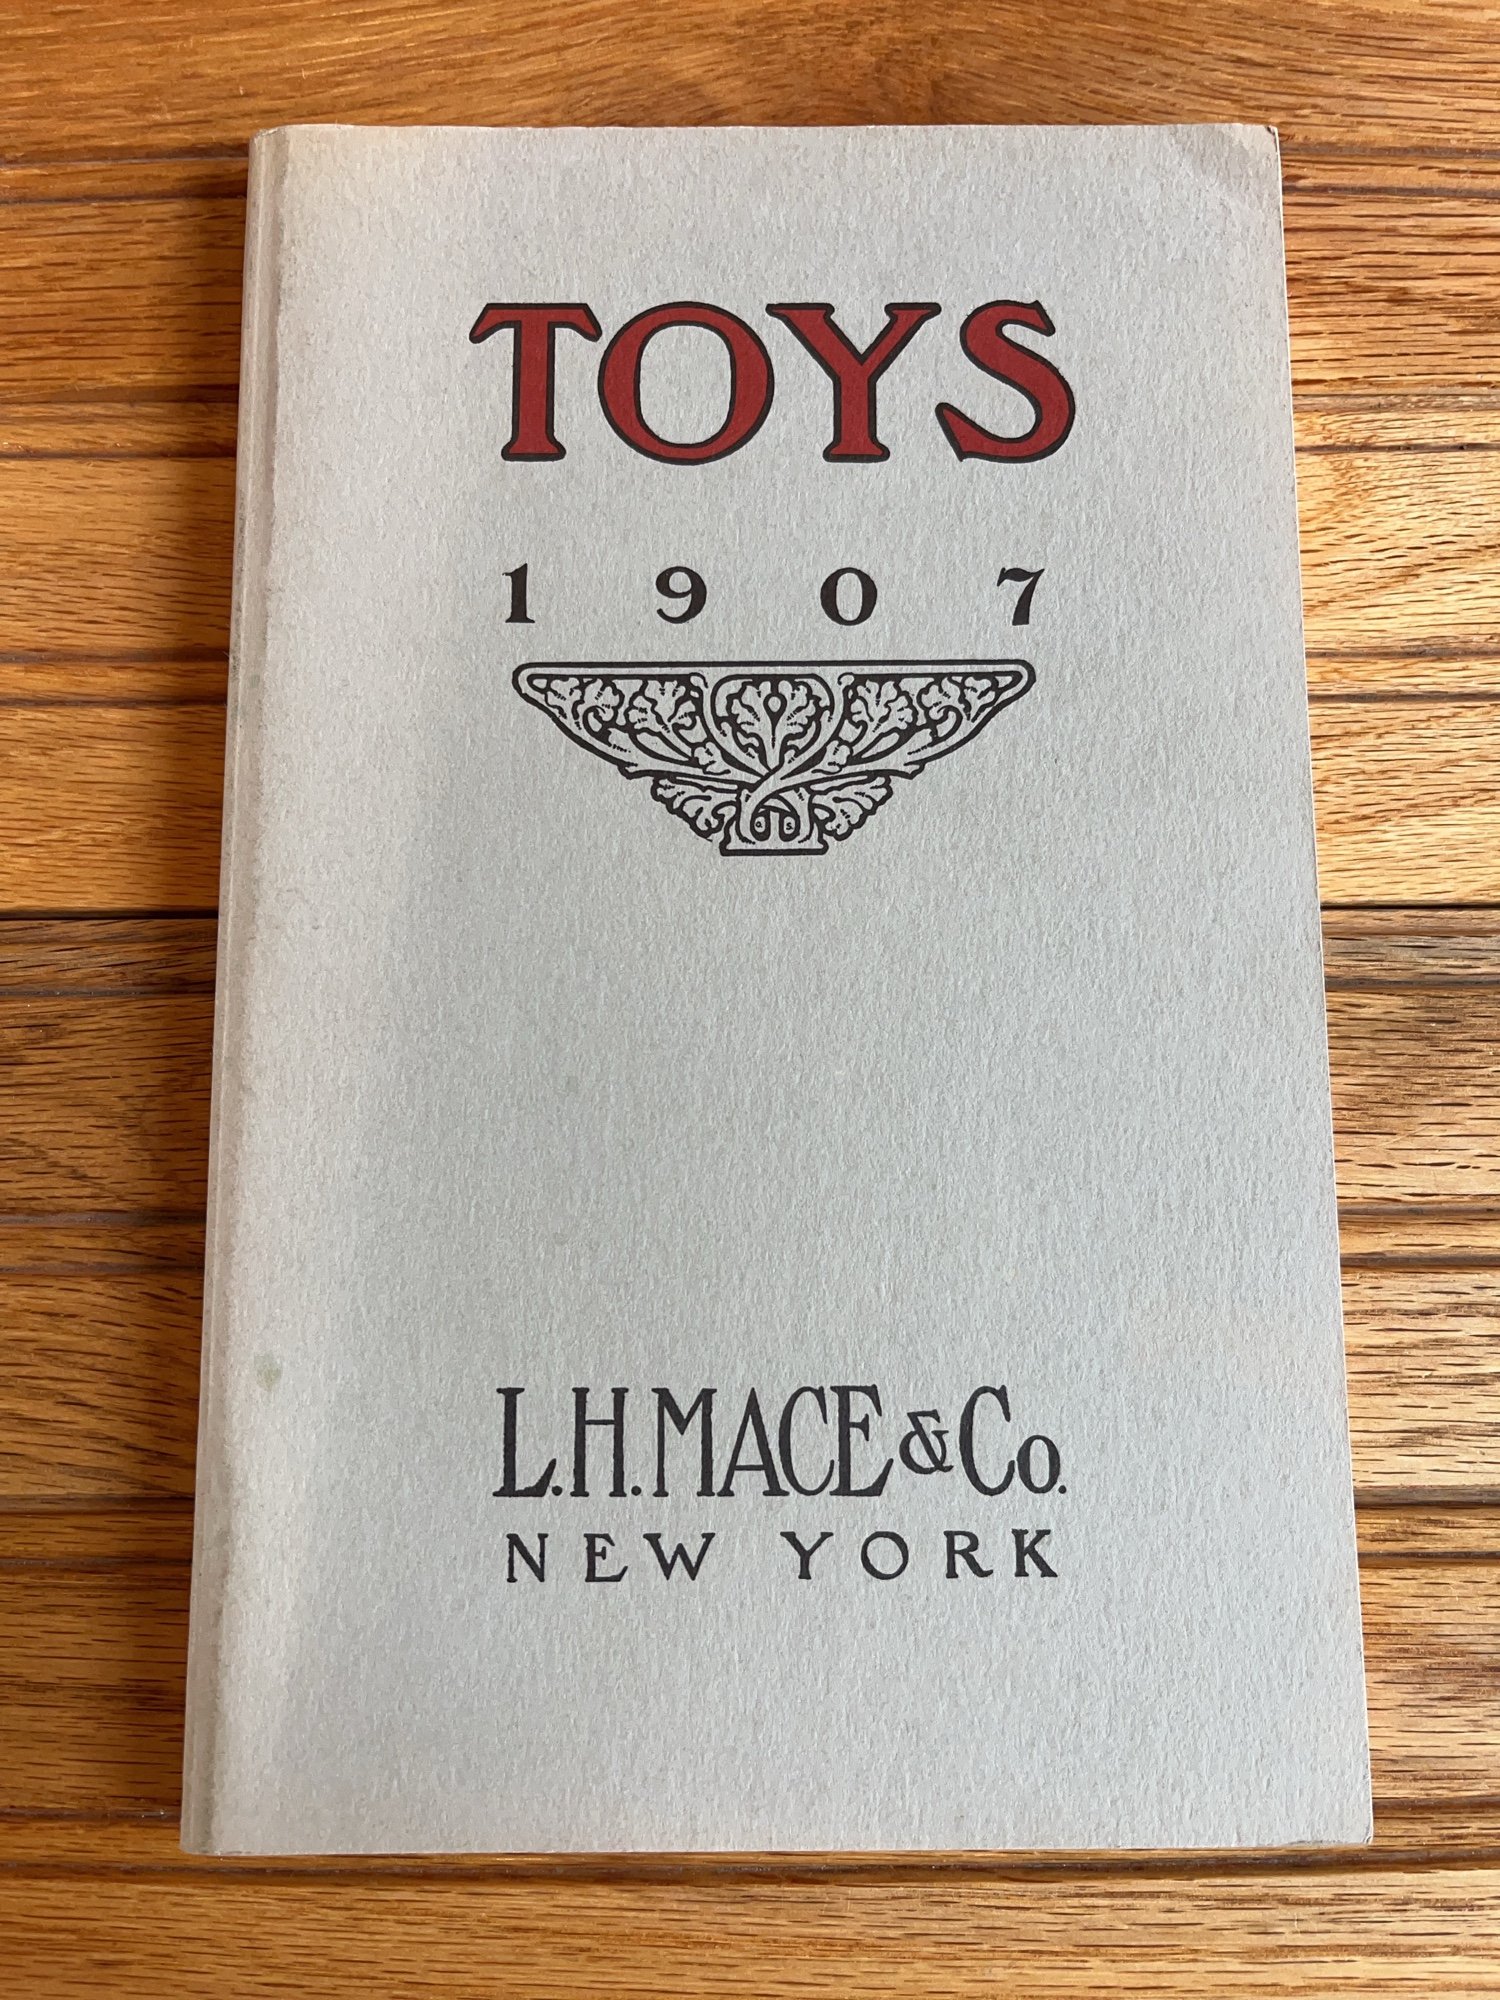 TOYS
1907
L.H.MACE & Co.
NEW YORK